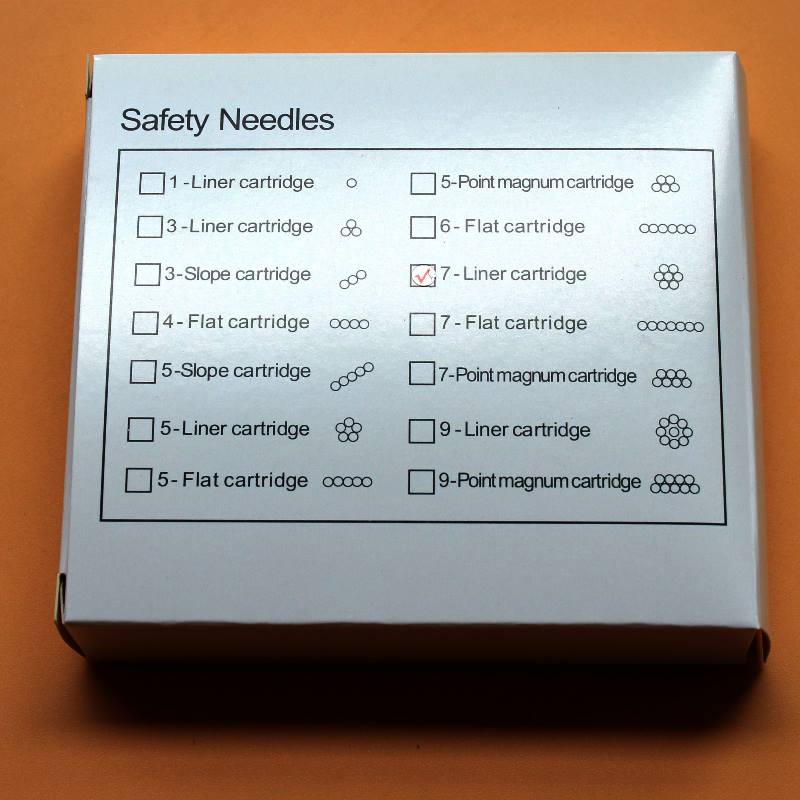 Safety Needles
1-Liner cartridge
3-Liner cartridge
3-Slope cartridge
4-Flat cartridge
5-Slope cartridge
5-Liner cartridge
5-Flat cartridge
5-Point magnum cartridge
6-Flat cartridge
7-Liner cartridge
7-Flat cartridge
7-Point magnum cartridge
9-Liner cartridge
9-Point magnum cartridge